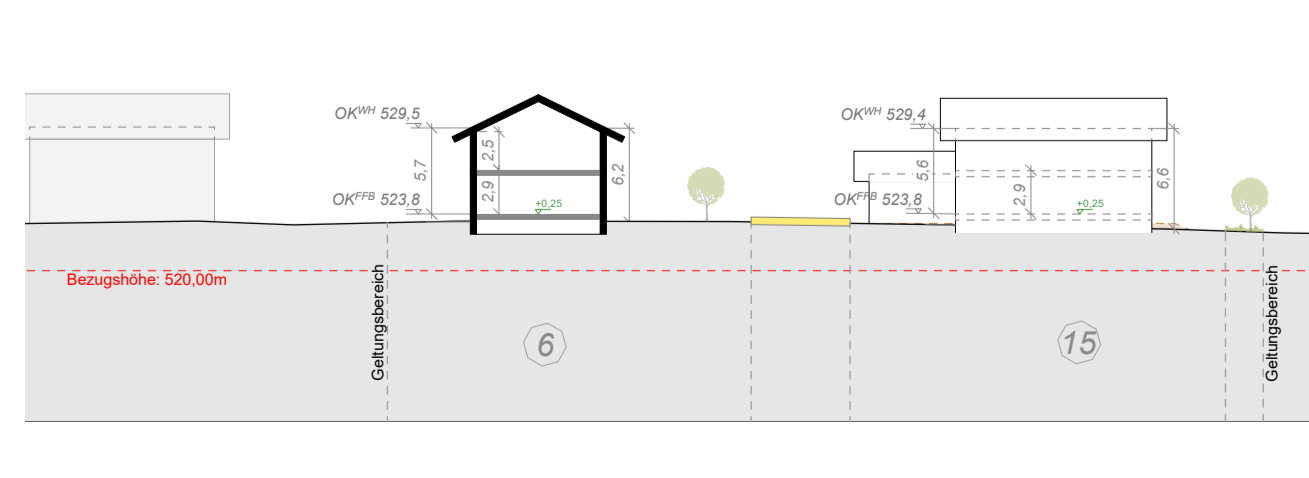 OKWH 529,5
5,7
2,5
2,9
6,2
OKFFB 523,8
+0,25
OKWH 529,4
5,6
2,9
6,6
OKFFB 523,8
+0,25
Bezugshöhe: 520,00m
Geltungsbereich
6
15
Geltungsbereich